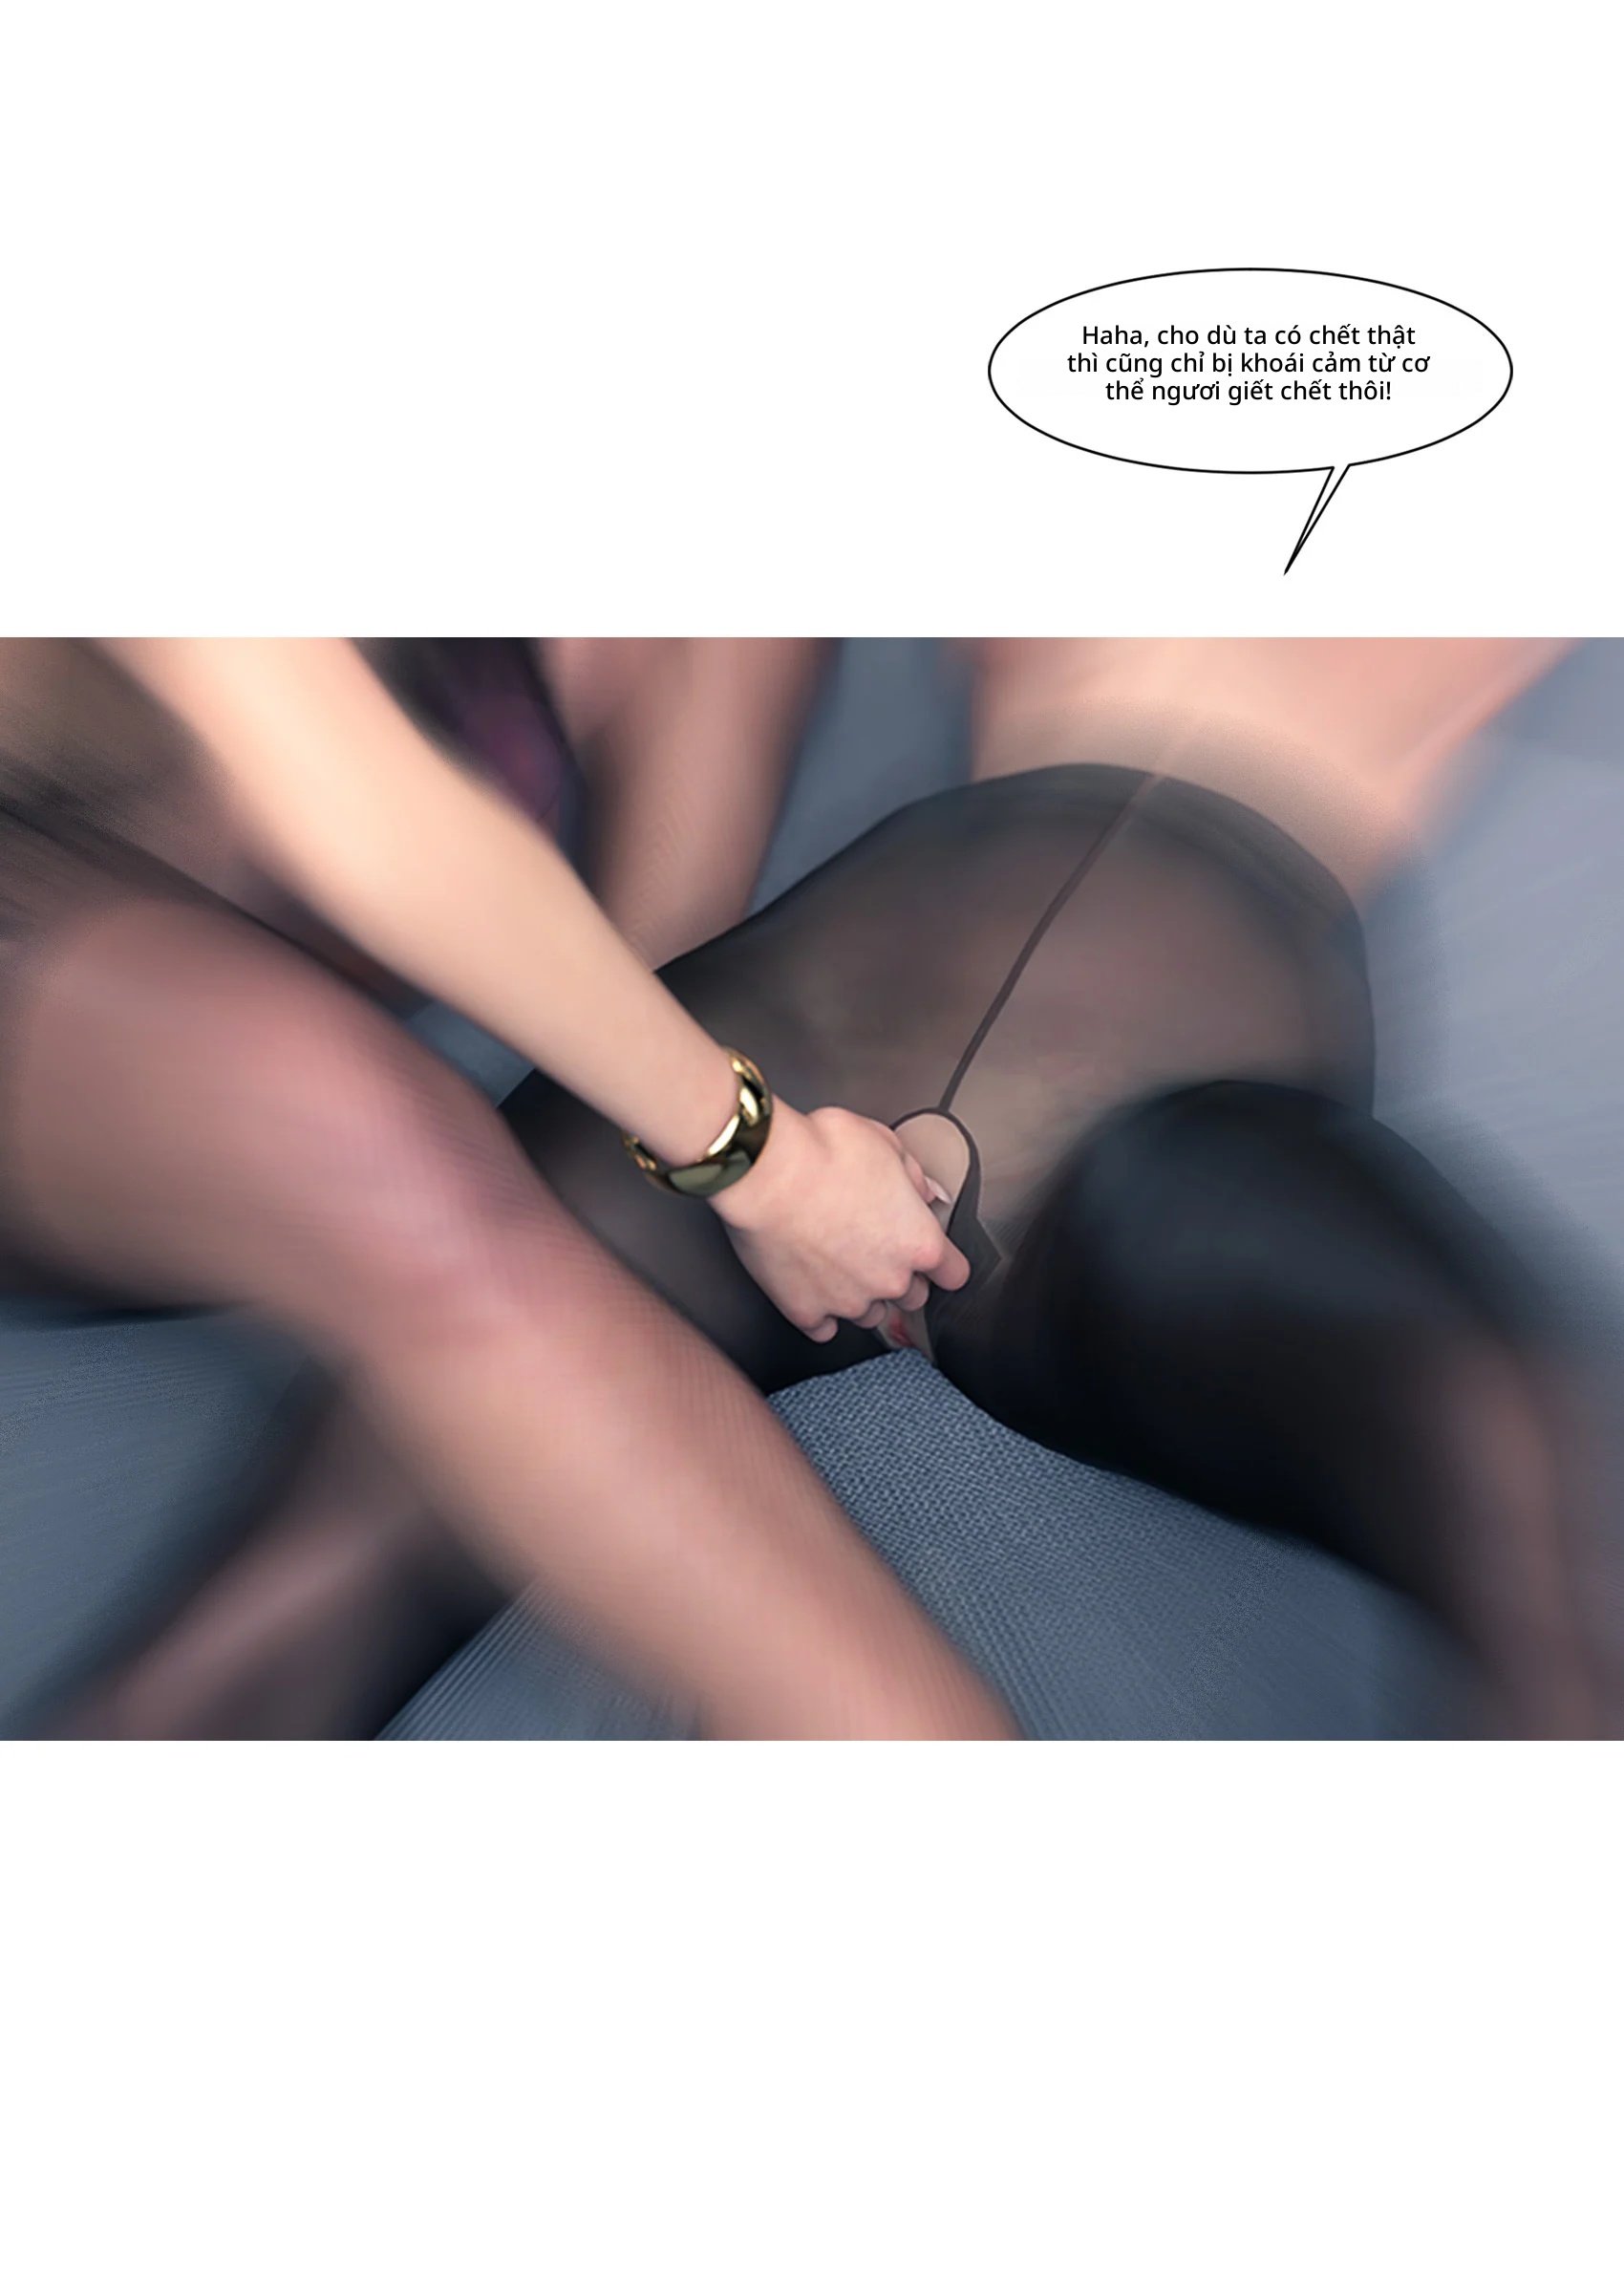 Haha, cho dù ta có chết thật
thì cũng chỉ bị khoái cảm từ cơ
thể ngươi giết chết thôi!